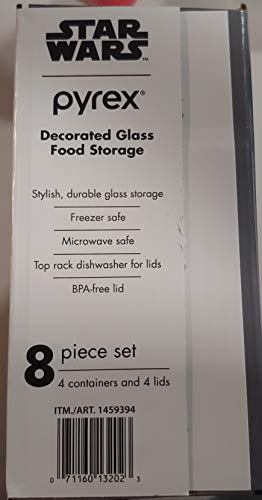 STAR
WARS™
pyrex®
Decorated Glass
Food Storage
Stylish, durable glass storage
Freezer safe
Microwave safe
Top rack dishwasher for lids
BPA-free lid
8 piece set
4 containers and 4 lids
ITM./ART. 1459394
0 71160 13202 3